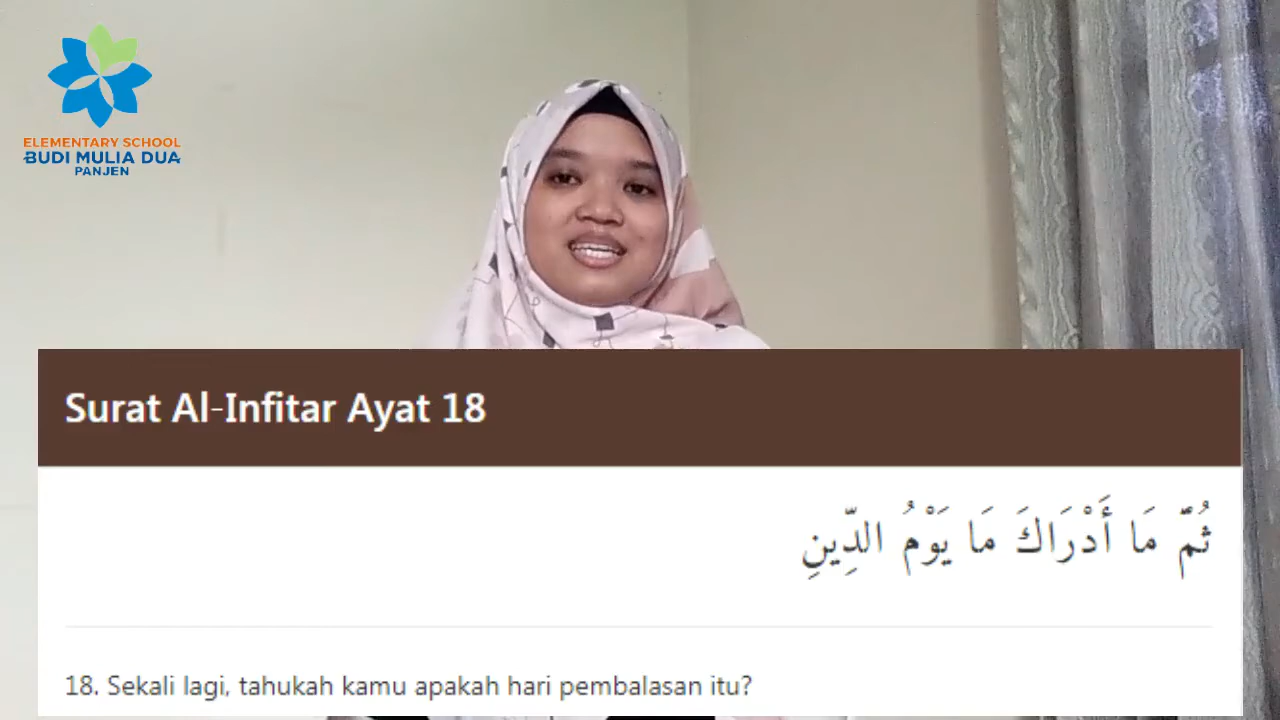 ELEMENTARY SCHOOL
BUDI MULIA DUA
PANJEN
Surat Al-Infitar Ayat 18
ثُمَّ مَا أَدْرَاكَ مَا يَوْمُ الدِّينِ
18. Sekali lagi, tahukah kamu apakah hari pembalasan itu?